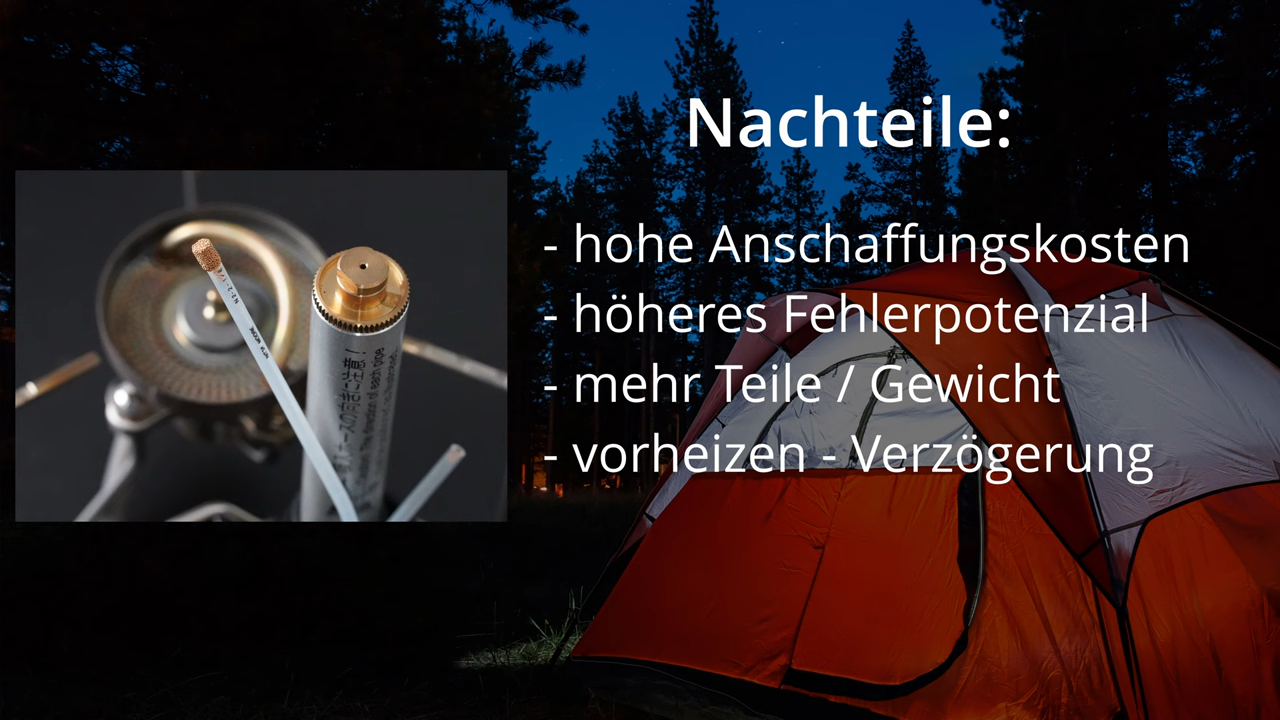 Nachteile:
- hohe Anschaffungskosten
- höheres Fehlerpotenzial
- mehr Teile / Gewicht
- vorheizen - Verzögerung